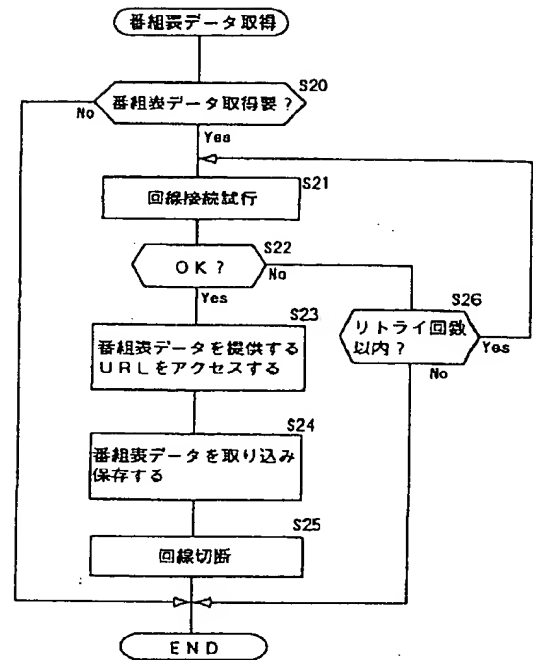 番組表データ取得
S20
番組表データ取得要？
No
Yes
S21
回線接続試行
S22
OK？
No
Yes
S23
番組表データを提供する
URLをアクセスする
S26
リトライ回数
以内？
Yes
No
S24
番組表データを取り込み
保存する
S25
回線切断
END